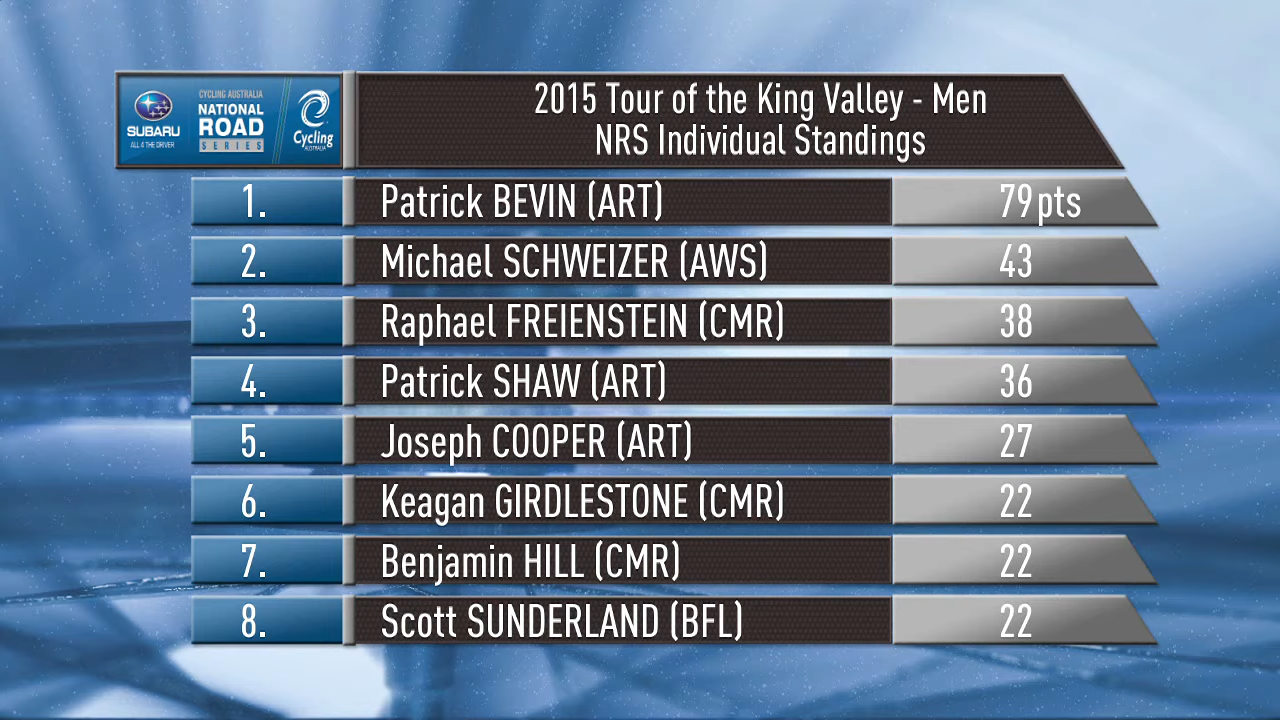 SUBARU
ALL 4 THE DRIVER
CYCLING AUSTRALIA
NATIONAL
ROAD
SERIES
Cycling
AUSTRALIA
2015 Tour of the King Valley - Men
NRS Individual Standings
1. Patrick BEVIN (ART) 79pts
2. Michael SCHWEIZER (AWS) 43
3. Raphael FREIENSTEIN (CMR) 38
4. Patrick SHAW (ART) 36
5. Joseph COOPER (ART) 27
6. Keagan GIRDLESTONE (CMR) 22
7. Benjamin HILL (CMR) 22
8. Scott SUNDERLAND (BFL) 22